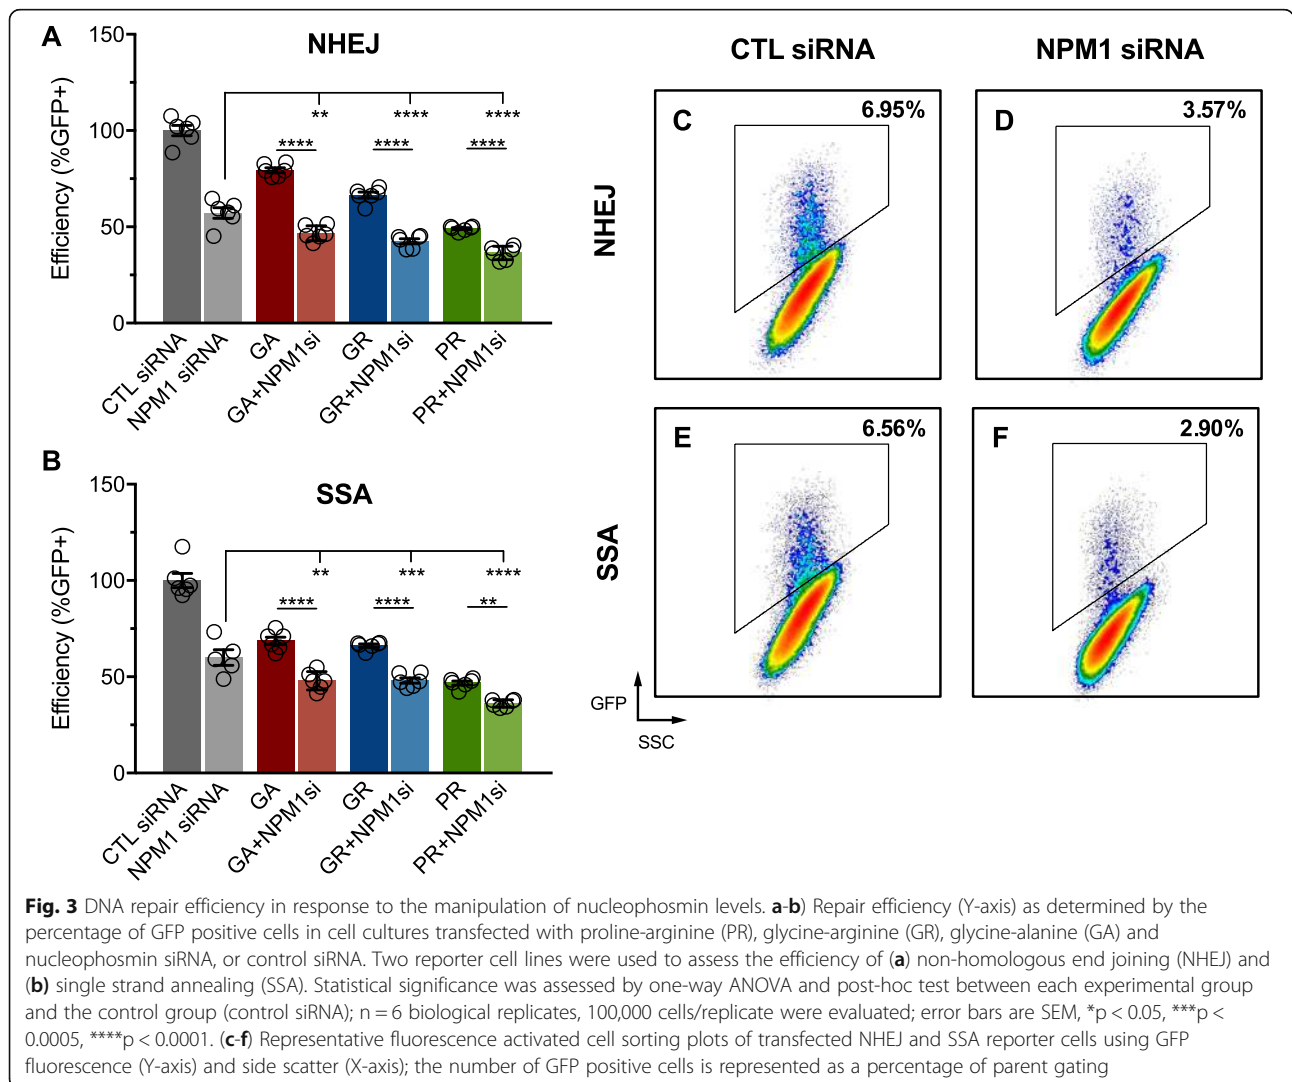 A
NHEJ
150
100
50
0
Efficiency (%GFP+)
** **** ****
**** **** ****
CTL siRNA
NPM1 siRNA
GA
GA+NPM1si
GR
GR+NPM1si
PR
PR+NPM1si
B
SSA
150
100
50
0
Efficiency (%GFP+)
** *** ****
**** **** **
CTL siRNA
NPM1 siRNA
GA
GA+NPM1si
GR
GR+NPM1si
PR
PR+NPM1si
CTL siRNA NPM1 siRNA
NHEJ
C 6.95%
D 3.57%
SSA
E 6.56%
F 2.90%
GFP
SSC
Fig. 3 DNA repair efficiency in response to the manipulation of nucleophosmin levels. a-b) Repair efficiency (Y-axis) as determined by the
percentage of GFP positive cells in cell cultures transfected with proline-arginine (PR), glycine-arginine (GR), glycine-alanine (GA) and
nucleophosmin siRNA, or control siRNA. Two reporter cell lines were used to assess the efficiency of (a) non-homologous end joining (NHEJ) and
(b) single strand annealing (SSA). Statistical significance was assessed by one-way ANOVA and post-hoc test between each experimental group
and the control group (control siRNA); n = 6 biological replicates, 100,000 cells/replicate were evaluated; error bars are SEM, *p < 0.05, ***p <
0.0005, ****p < 0.0001. (c-f) Representative fluorescence activated cell sorting plots of transfected NHEJ and SSA reporter cells using GFP
fluorescence (Y-axis) and side scatter (X-axis); the number of GFP positive cells is represented as a percentage of parent gating